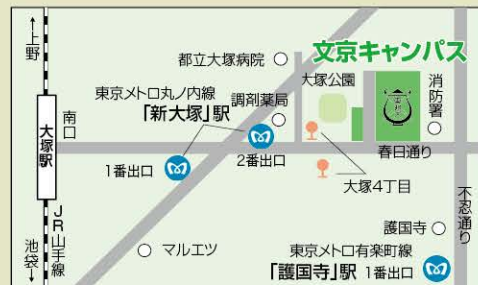 ←上野
都立大塚病院
文京キャンパス
大塚公園
消防署
東京メトロ丸ノ内線
「新大塚」駅
調剤薬局
南口
大塚駅
1番出口
2番出口
春日通り
大塚4丁目
JR山手線
池袋→
マルエツ
不忍通り
護国寺
東京メトロ有楽町線
「護国寺」駅 1番出口